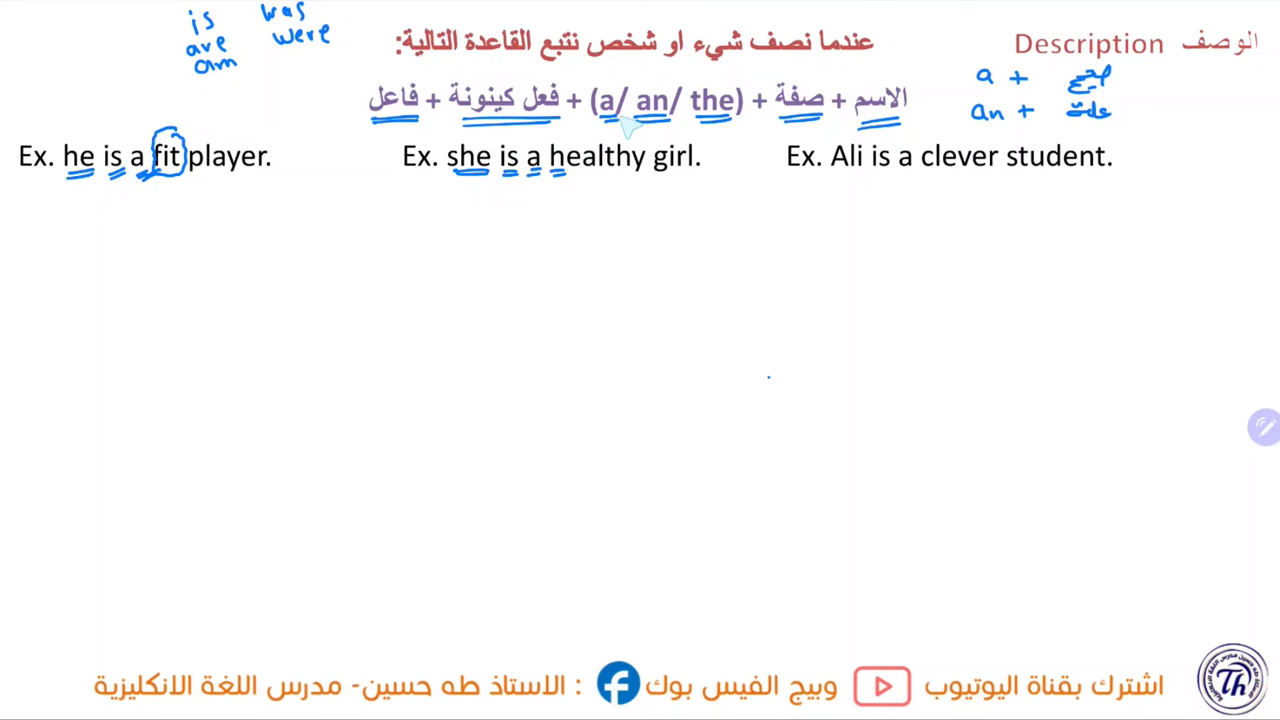 الوصف Description
عندما نصف شيء او شخص نتبع القاعدة التالية:
is
are
am
was
were
فاعل + فعل كينونة + (a/ an/ the) + صفة + الاسم
a + صحيح
an + علة
Ex. he is a fit player.
Ex. she is a healthy girl.
Ex. Ali is a clever student.
اشترك بقناة اليوتيوب وبيج الفيس بوك : الاستاذ طه حسين- مدرس اللغة الانكليزية
Th